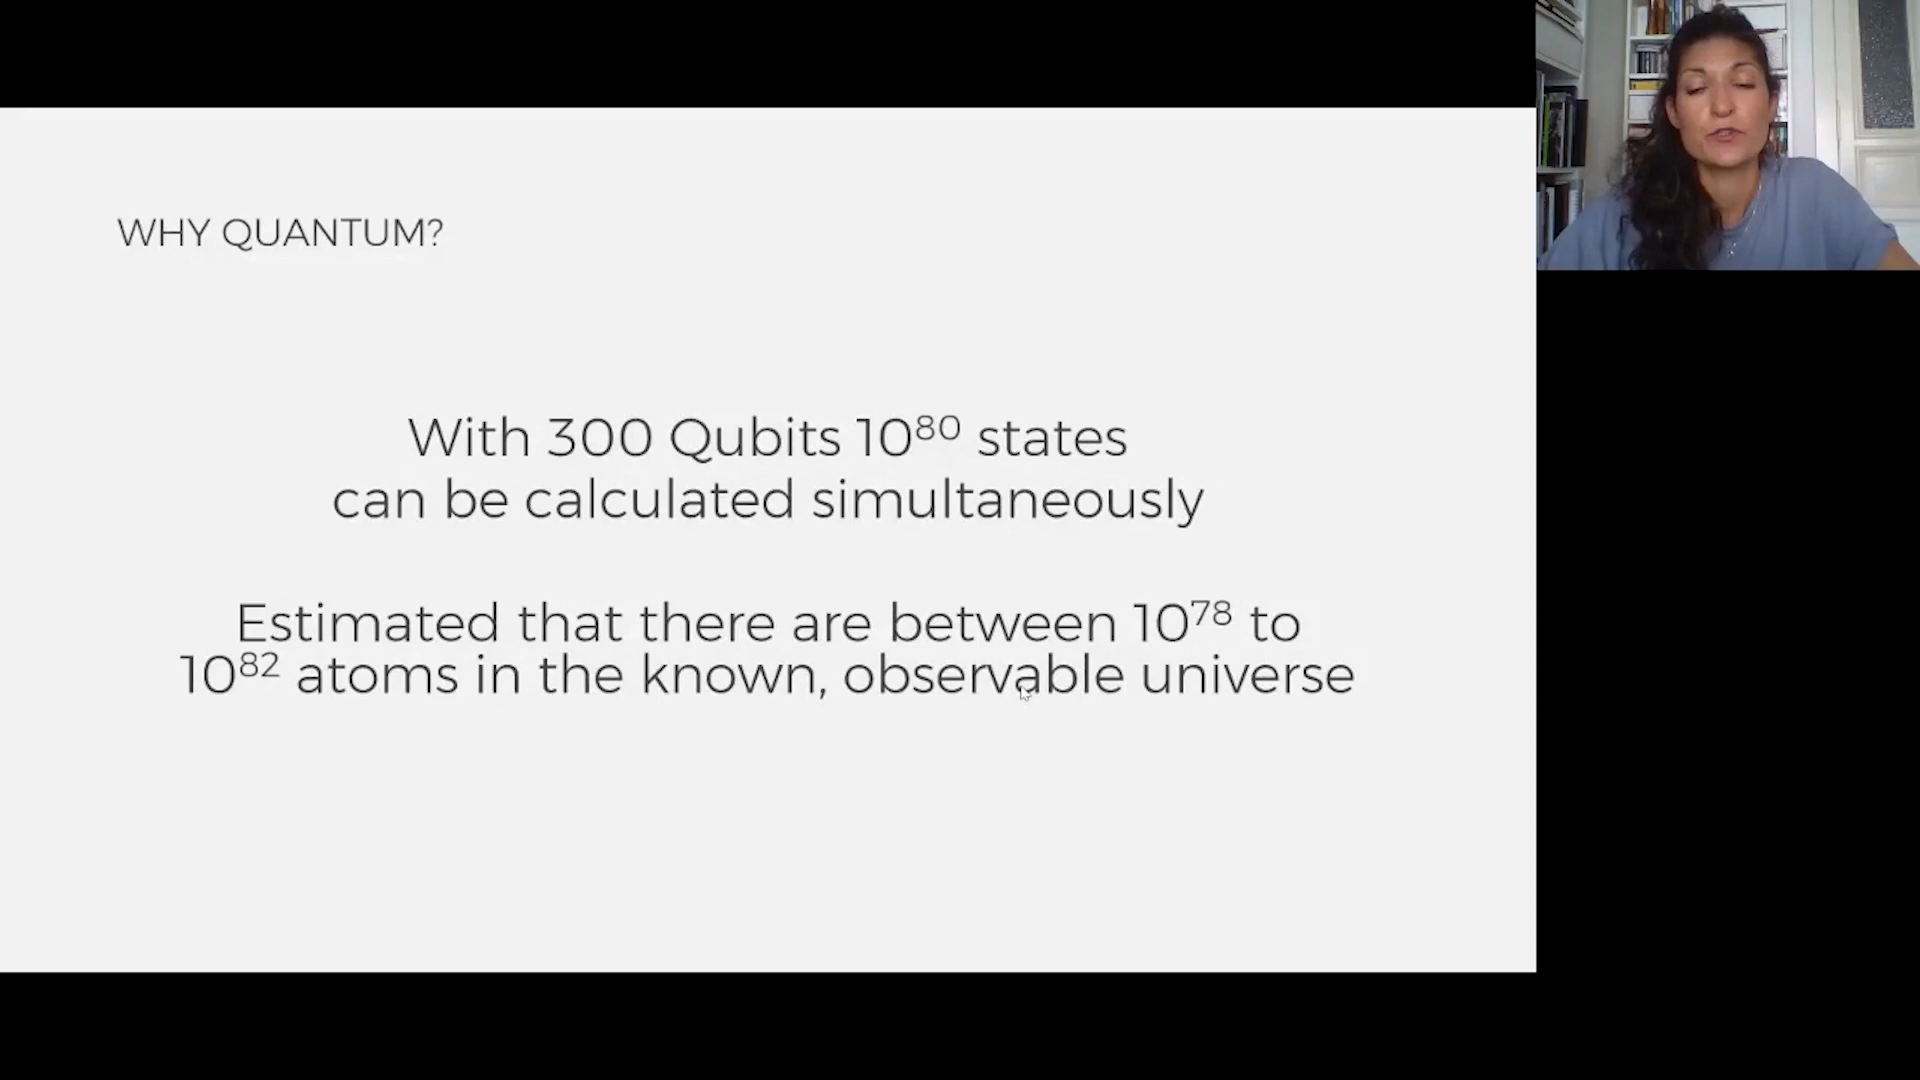 WHY QUANTUM?
With 300 Qubits 10⁸⁰ states
can be calculated simultaneously
Estimated that there are between 10⁷⁸ to
10⁸² atoms in the known, observable universe